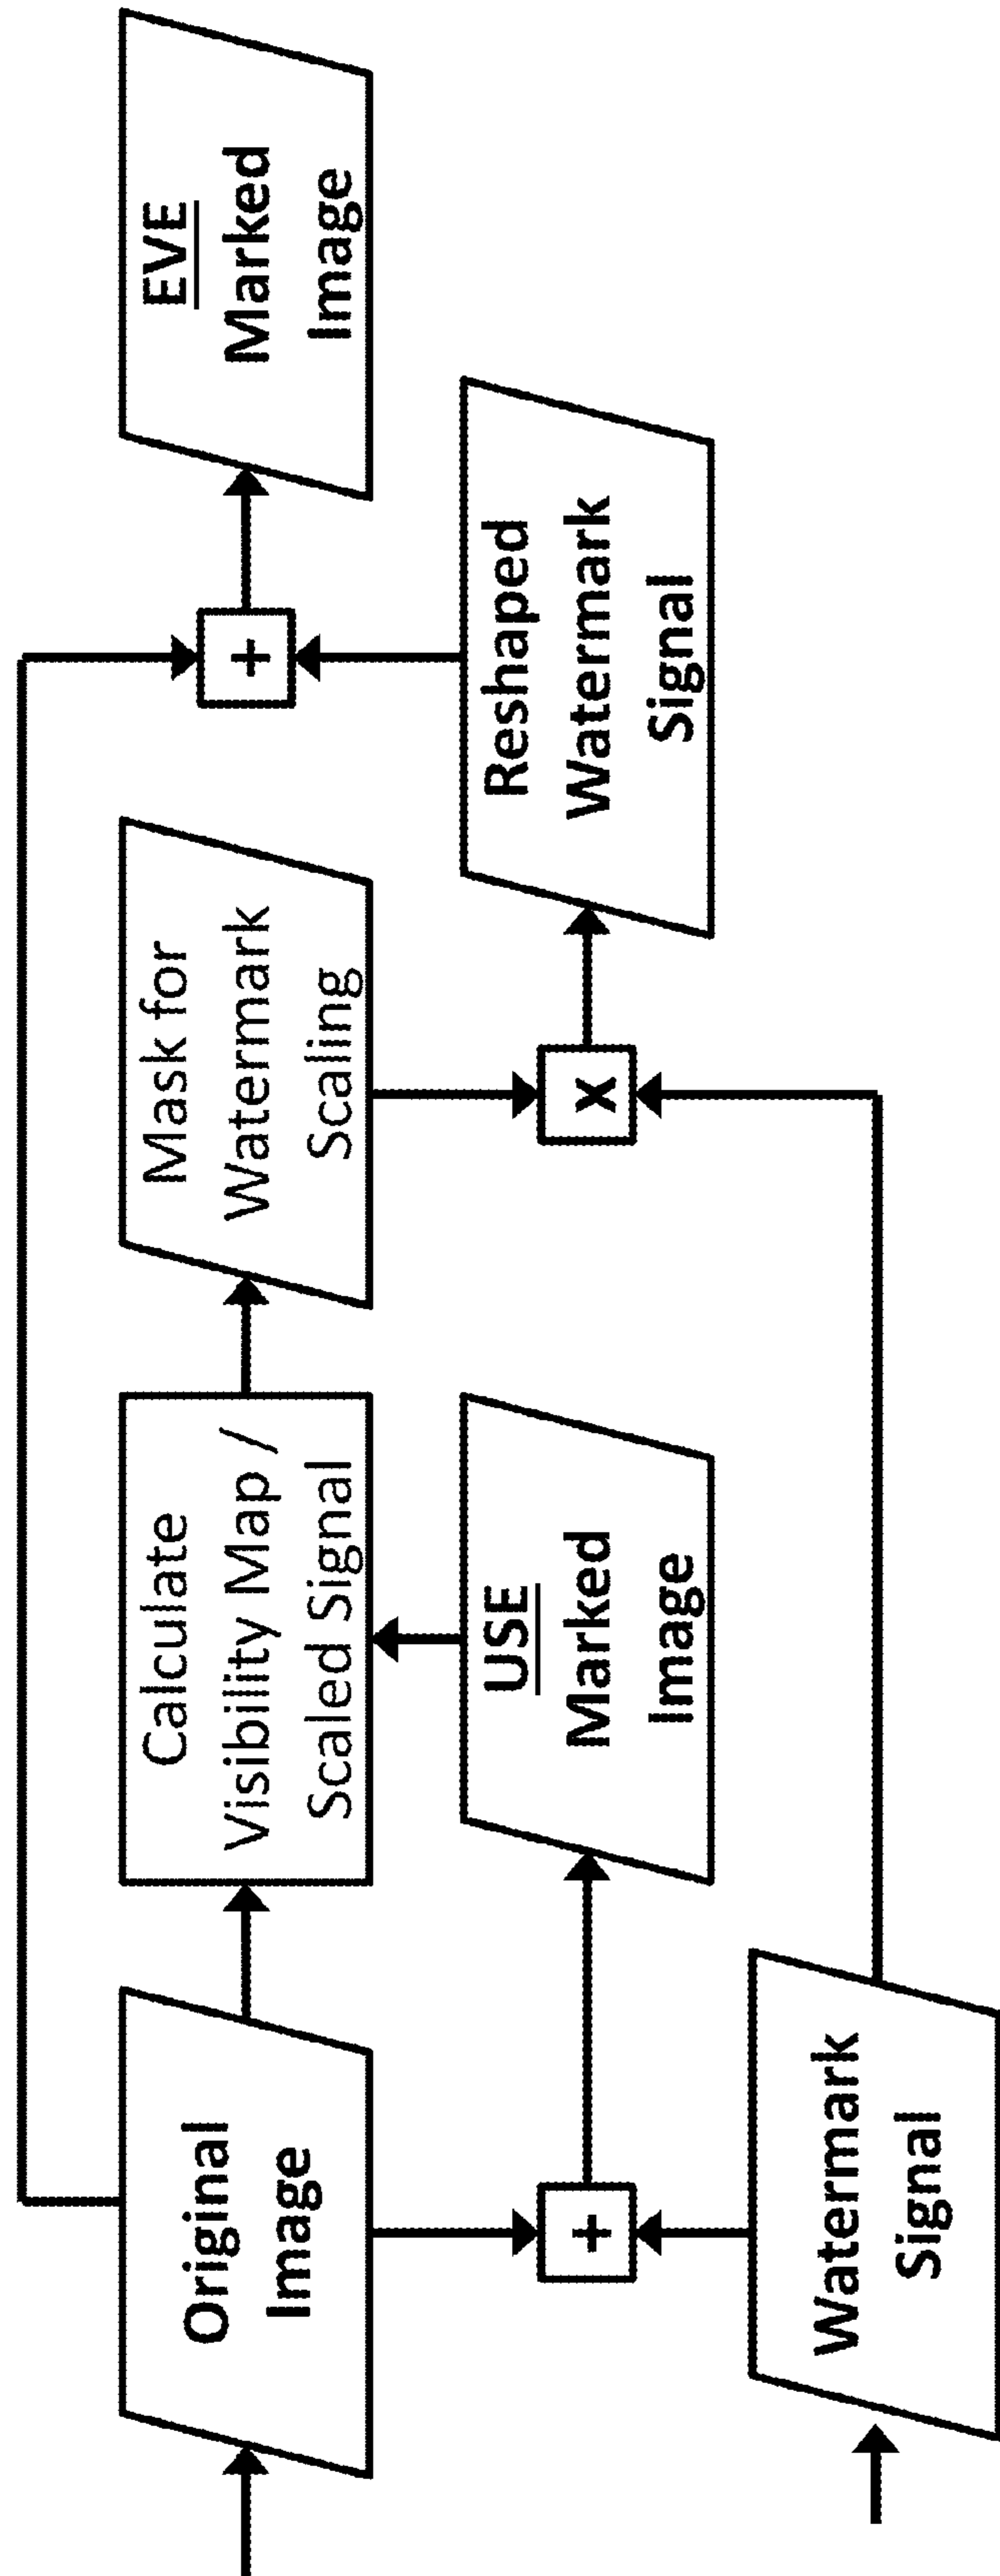 Original
Image
Calculate
Visibility Map /
Scaled Signal
Mask for
Watermark
Scaling
+
EVE
Marked
Image
+
USE
Marked
Image
x
Reshaped
Watermark
Signal
Watermark
Signal